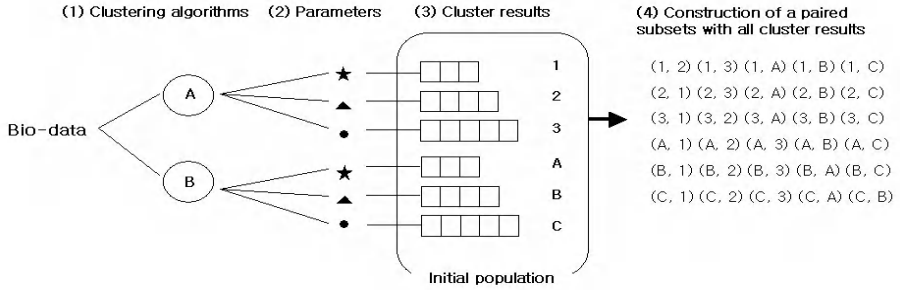 (1) Clustering algorithms
(2) Parameters
(3) Cluster results
(4) Construction of a paired
subsets with all cluster results
Bio-data
A
B
1
2
3
A
B
C
Initial population
(1, 2) (1, 3) (1, A) (1, B) (1, C)
(2, 1) (2, 3) (2, A) (2, B) (2, C)
(3, 1) (3, 2) (3, A) (3, B) (3, C)
(A, 1) (A, 2) (A, 3) (A, B) (A, C)
(B, 1) (B, 2) (B, 3) (B, A) (B, C)
(C, 1) (C, 2) (C, 3) (C, A) (C, B)